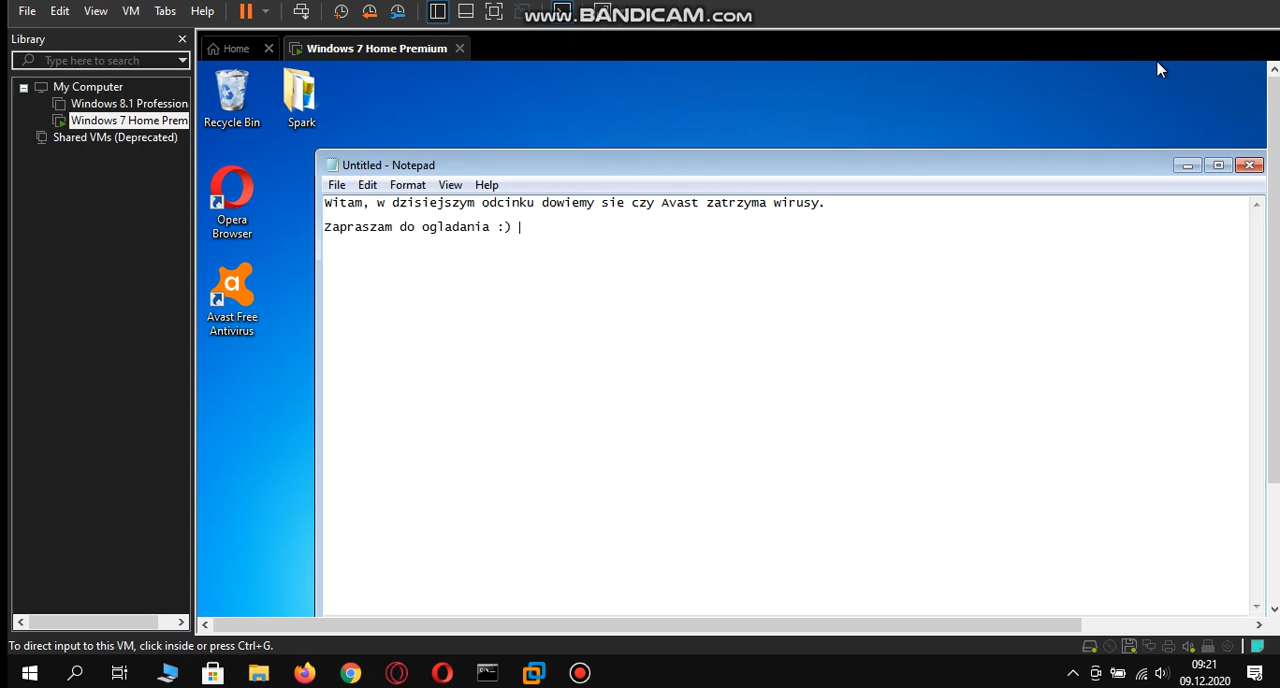 File Edit View VM Tabs Help
www.BANDICAM.com
Library
Home
Windows 7 Home Premium
Type here to search
My Computer
Windows 8.1 Profession
Windows 7 Home Prem
Shared VMs (Deprecated)
Recycle Bin
Spark
Opera
Browser
Avast Free
Antivirus
Untitled - Notepad
File Edit Format View Help
Witam, w dzisiejszym odcinku dowiemy sie czy Avast zatrzyma wirusy.
Zapraszam do ogladania :)
To direct input to this VM, click inside or press Ctrl+G.
09:21
09.12.2020